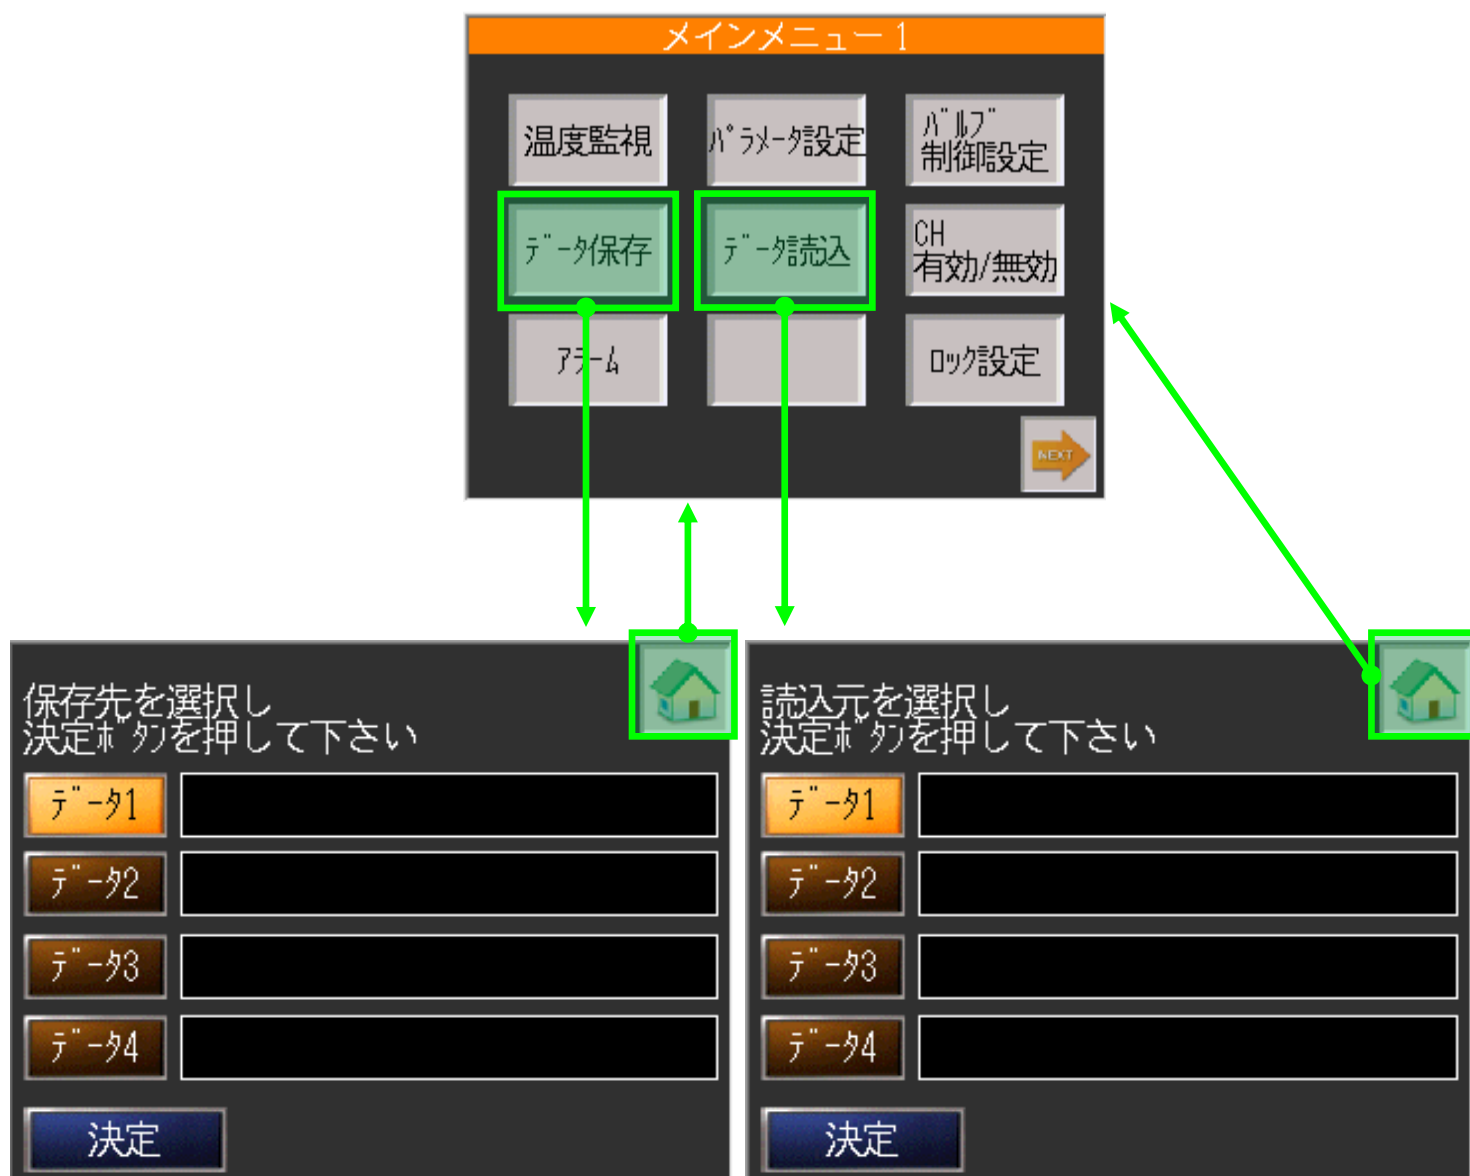 メインメニュー1
温度監視
ﾊﾟﾗﾒｰﾀ設定
ﾊﾞﾙﾌﾞ
制御設定
ﾃﾞｰﾀ保存
ﾃﾞｰﾀ読込
CH
有効/無効
ｱﾗｰﾑ
ﾛｯｸ設定
NEXT
保存先を選択し
決定ﾎﾞﾀﾝを押して下さい
ﾃﾞｰﾀ1
ﾃﾞｰﾀ2
ﾃﾞｰﾀ3
ﾃﾞｰﾀ4
決定
読込元を選択し
決定ﾎﾞﾀﾝを押して下さい
ﾃﾞｰﾀ1
ﾃﾞｰﾀ2
ﾃﾞｰﾀ3
ﾃﾞｰﾀ4
決定